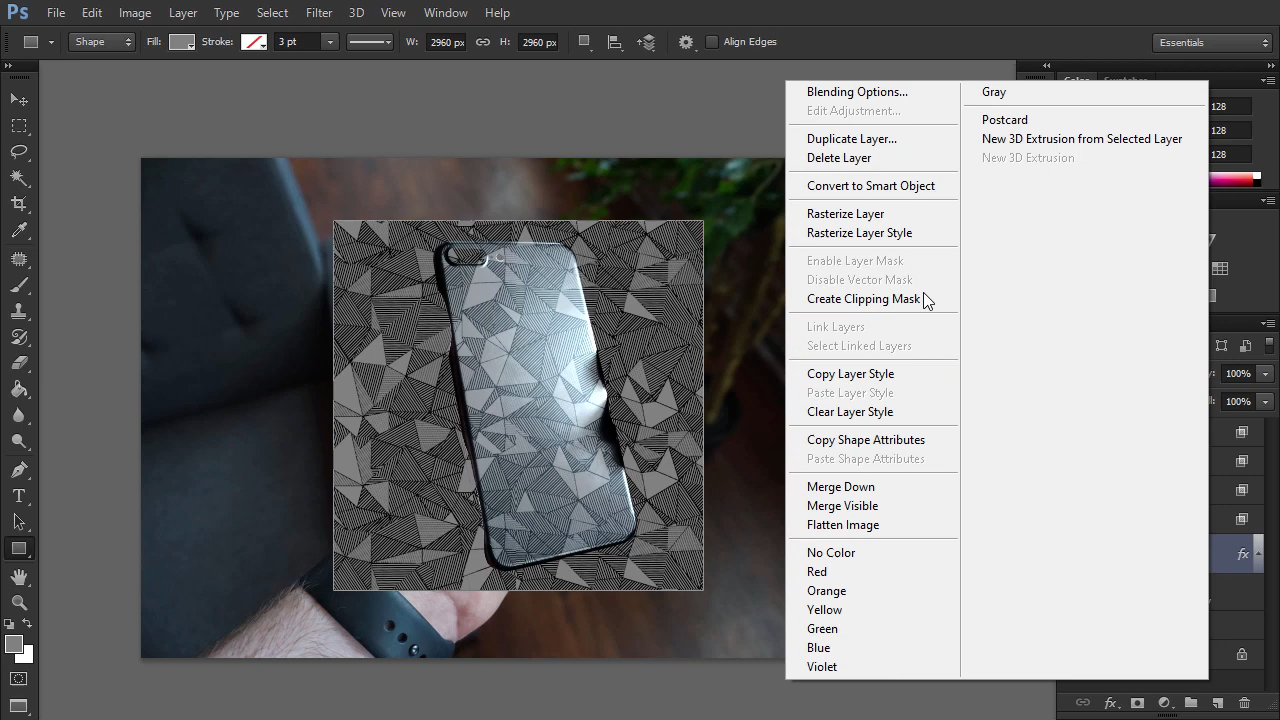 Ps File Edit Image Layer Type Select Filter 3D View Window Help
Shape Fill: Stroke: 3 pt W: 2960 px H: 2960 px Align Edges Essentials
Color Swatches
128
128
128
100%
100%
fx
Blending Options...
Edit Adjustment...
Duplicate Layer...
Delete Layer
Convert to Smart Object
Rasterize Layer
Rasterize Layer Style
Enable Layer Mask
Disable Vector Mask
Create Clipping Mask
Link Layers
Select Linked Layers
Copy Layer Style
Paste Layer Style
Clear Layer Style
Copy Shape Attributes
Paste Shape Attributes
Merge Down
Merge Visible
Flatten Image
No Color
Red
Orange
Yellow
Green
Blue
Violet
Gray
Postcard
New 3D Extrusion from Selected Layer
New 3D Extrusion
fx